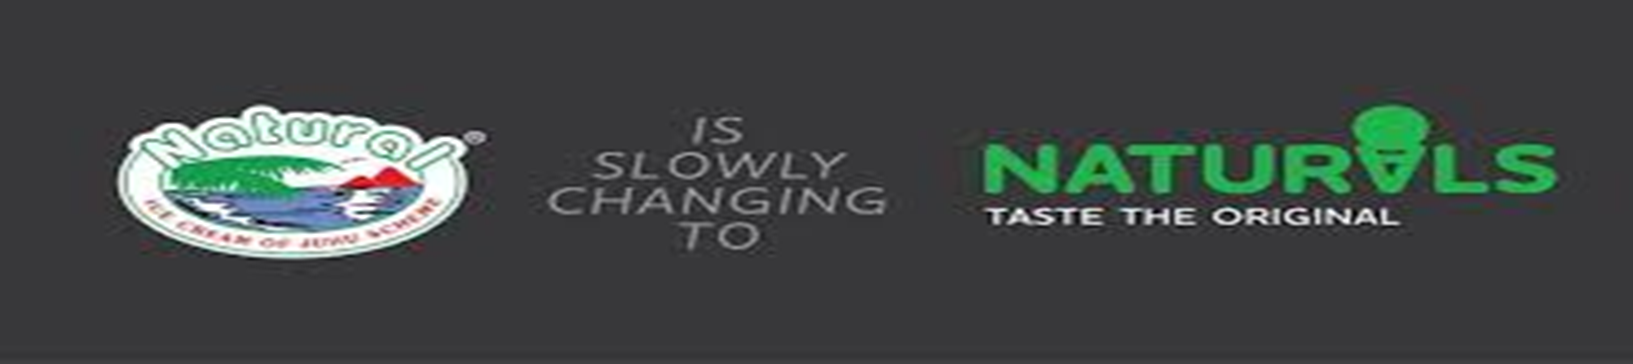 Natural®
ICE CREAM OF JUHU SCHEME
IS
SLOWLY
CHANGING
TO
NATURALS
TASTE THE ORIGINAL